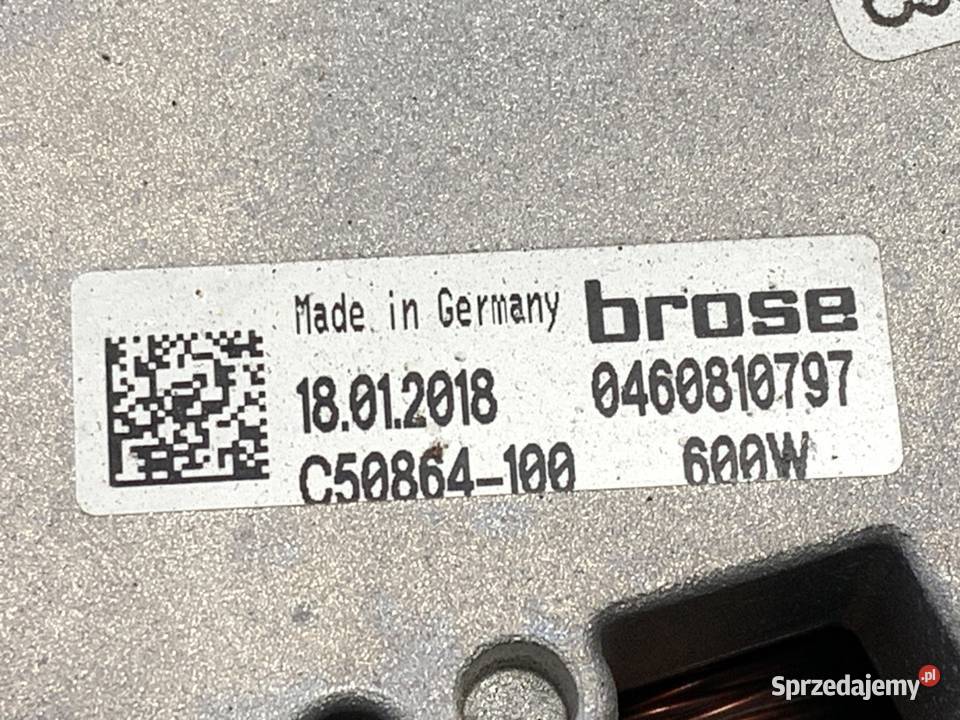 Made in Germany brose
18.01.2018 0460810797
C50864-100 600W
Sprzedajemy.pl